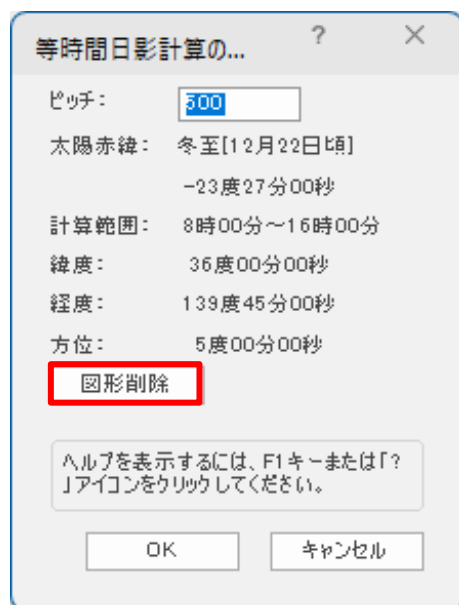 等時間日影計算の...
?
ピッチ:
500
太陽赤緯: 冬至[12月22日頃]
-23度27分00秒
計算範囲: 8時00分~16時00分
緯度: 36度00分00秒
経度: 139度45分00秒
方位: 5度00分00秒
図形削除
ヘルプを表示するには、F1キーまたは「?
」アイコンをクリックしてください。
OK キャンセル